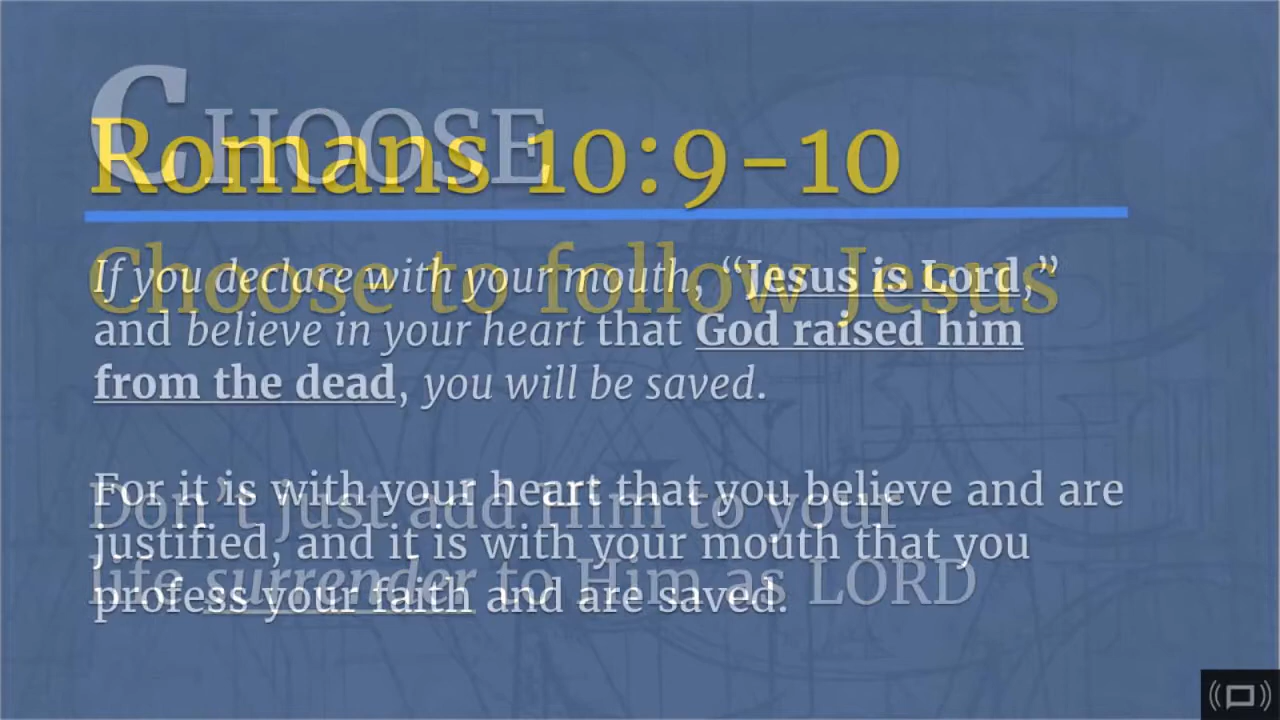 Choose
Romans 10:9-10
Choose to follow Jesus
If you declare with your mouth, “Jesus is Lord,”
and believe in your heart that God raised him
from the dead, you will be saved.
For it is with your heart that you believe and are
Don't just add Him to your
justified, and it is with your mouth that you
life surrender to Him as LORD
profess your faith and are saved.